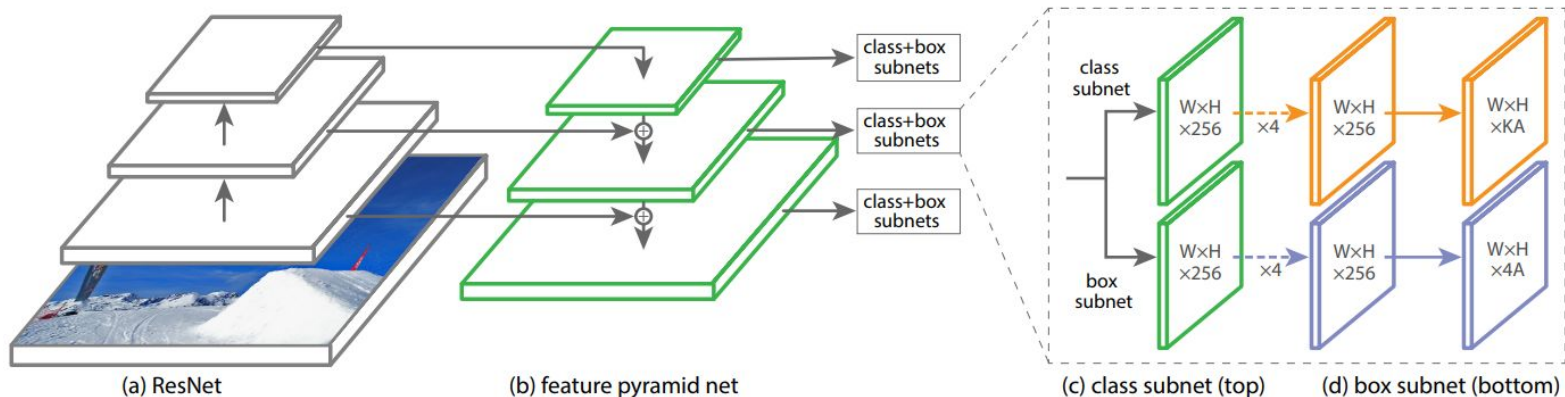 class+box
subnets
class+box
subnets
class+box
subnets
class
subnet
W×H
×256
×4
W×H
×256
W×H
×KA
box
subnet
W×H
×256
×4
W×H
×256
W×H
×4A
(a) ResNet
(b) feature pyramid net
(c) class subnet (top)
(d) box subnet (bottom)